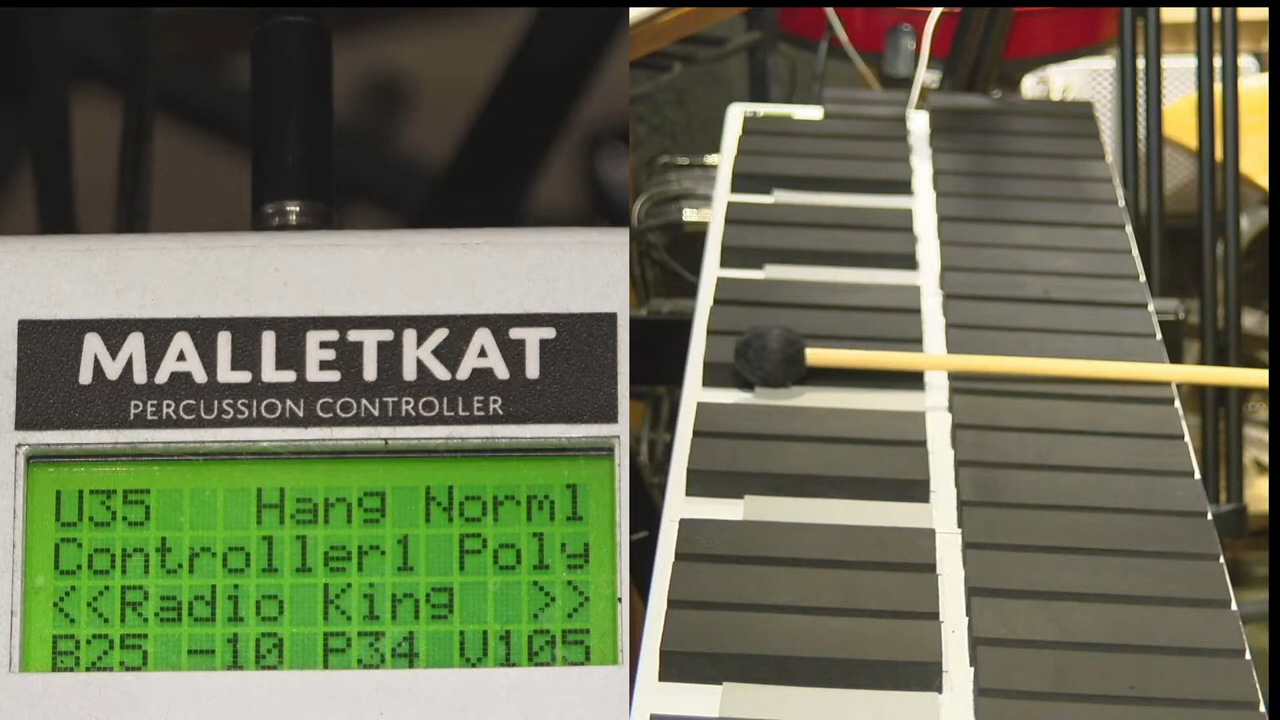 MALLETKAT
PERCUSSION CONTROLLER
U35 Hang Norml
Controller1 Poly
<<Radio King >>
B25 -10 P34 V105